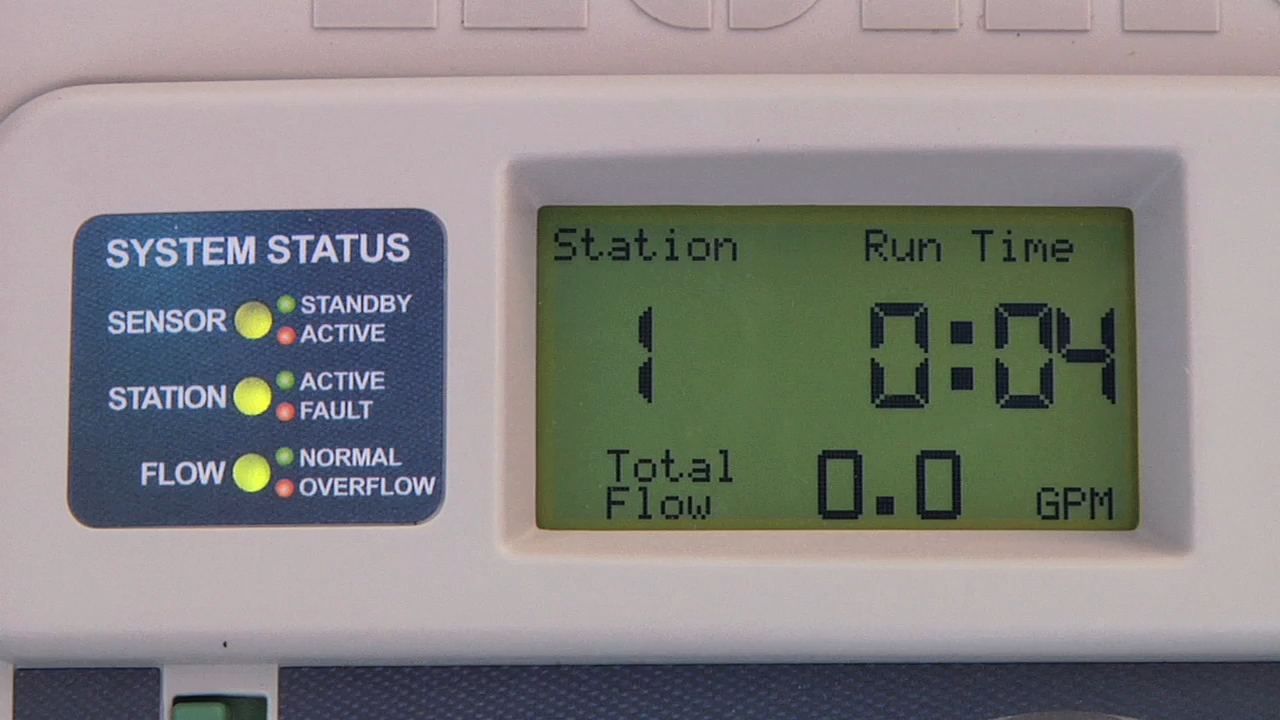 SYSTEM STATUS
SENSOR
STANDBY
ACTIVE
STATION
ACTIVE
FAULT
FLOW
NORMAL
OVERFLOW
Station Run Time
1 0:04
Total
Flow 0.0 GPM